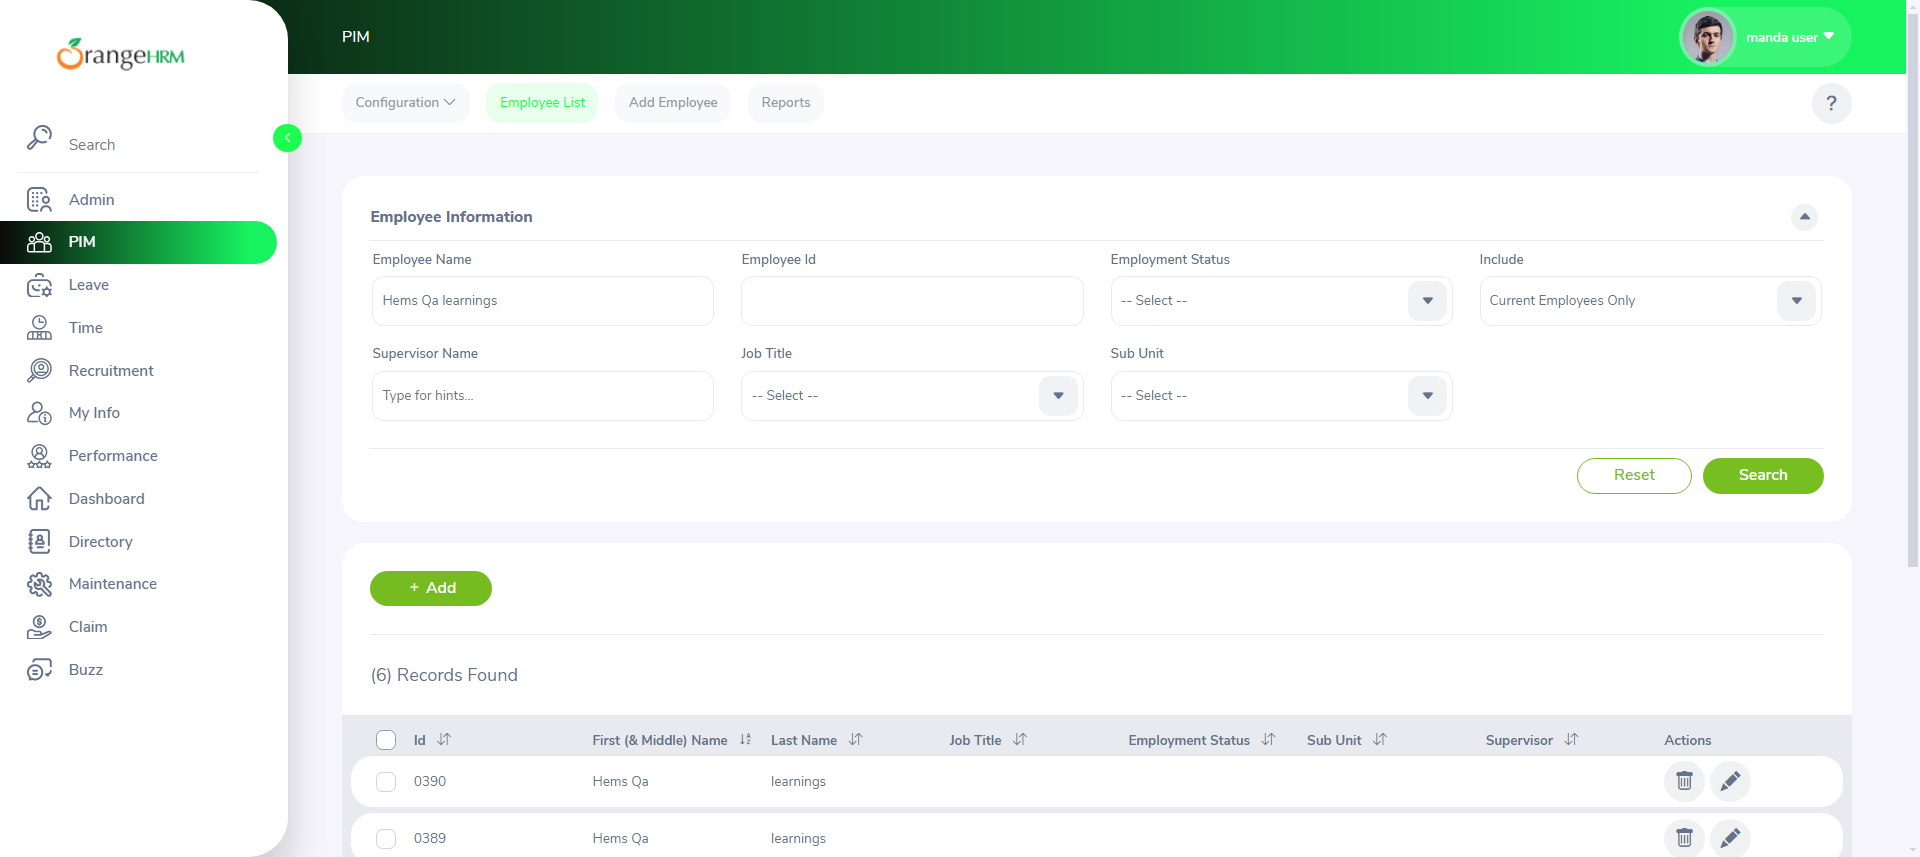 OrangeHRM
PIM
manda user
Configuration
Employee List
Add Employee
Reports
?
Search
Admin
PIM
Leave
Time
Recruitment
My Info
Performance
Dashboard
Directory
Maintenance
Claim
Buzz
Employee Information
Employee Name
Employee Id
Employment Status
Include
Hems Qa learnings
-- Select --
Current Employees Only
Supervisor Name
Job Title
Sub Unit
Type for hints...
-- Select --
-- Select --
Reset
Search
+ Add
(6) Records Found
Id
First (& Middle) Name
Last Name
Job Title
Employment Status
Sub Unit
Supervisor
Actions
0390
Hems Qa
learnings
0389
Hems Qa
learnings